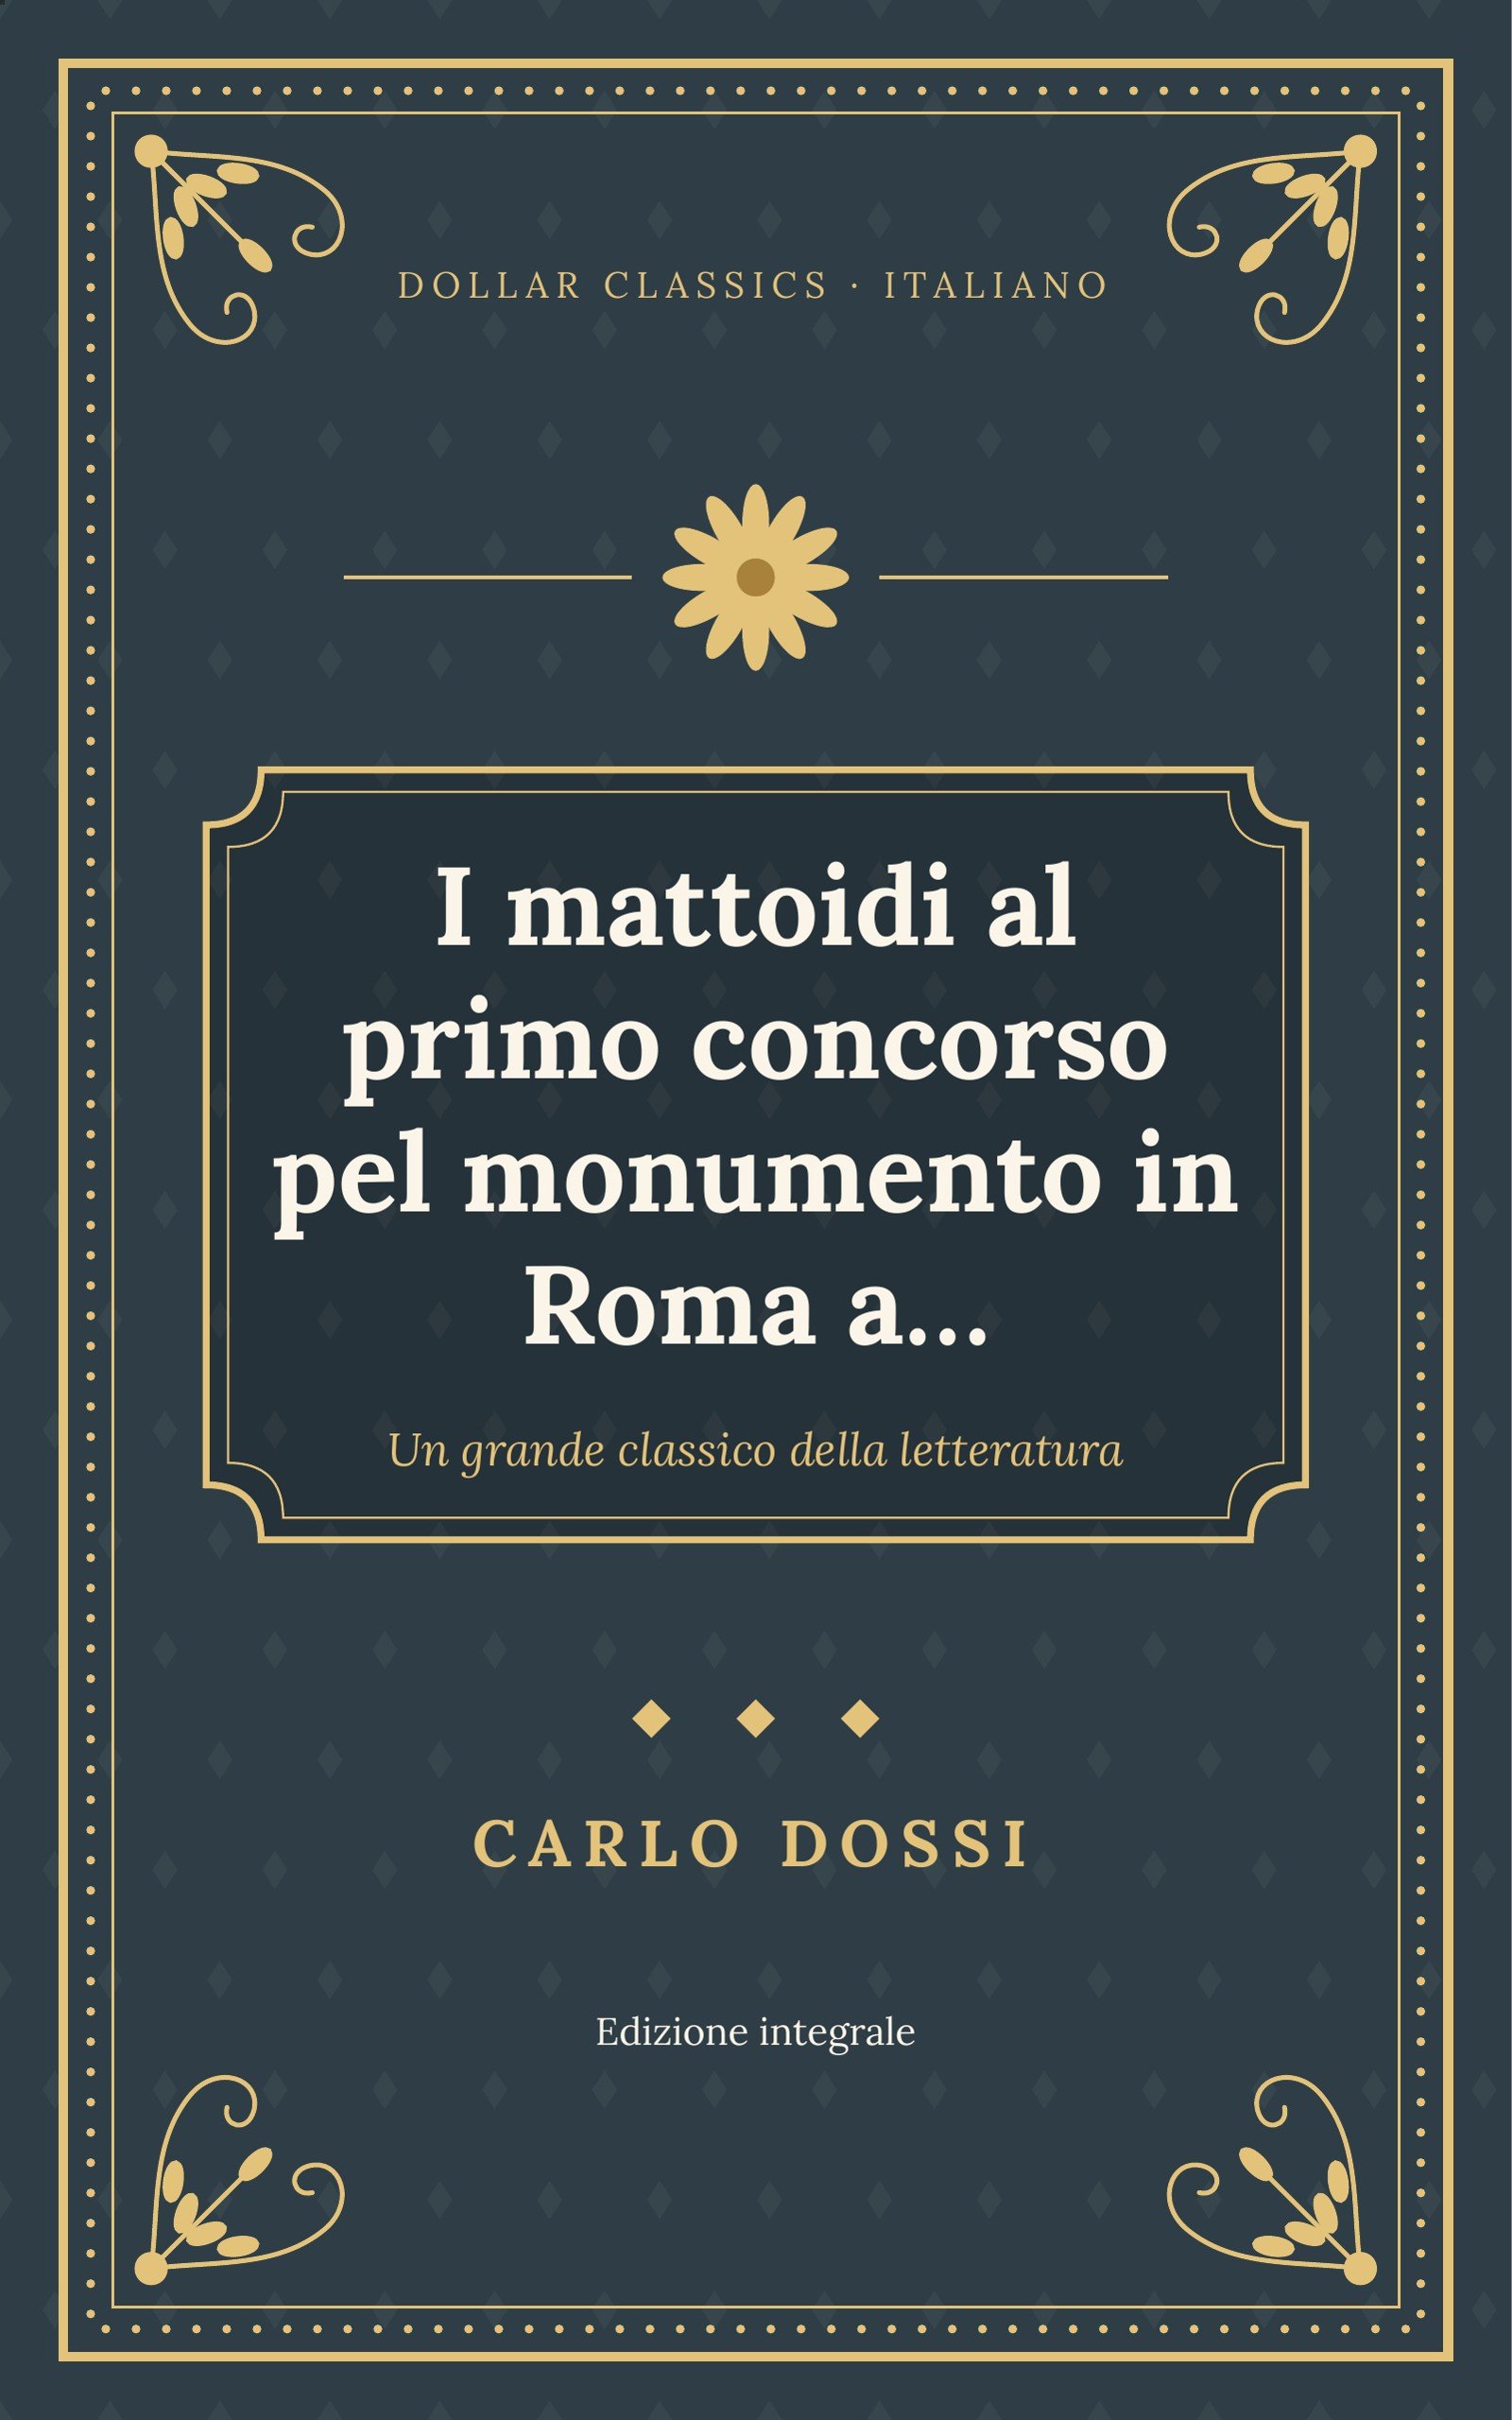 DOLLAR CLASSICS · ITALIANO
I mattoidi al
primo concorso
pel monumento in
Roma a...
Un grande classico della letteratura
CARLO DOSSI
Edizione integrale